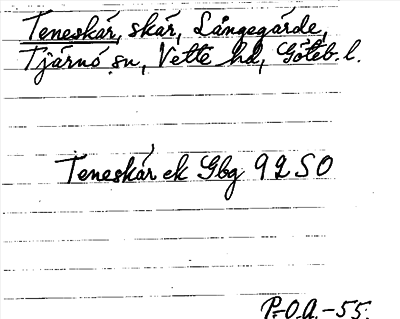 Teneskär, skär, Långegärde,
Tjärnö sn, Vette hd, Göteb. l.
Teneskär ek Gbg 92 SO
P.-O.A.-55.